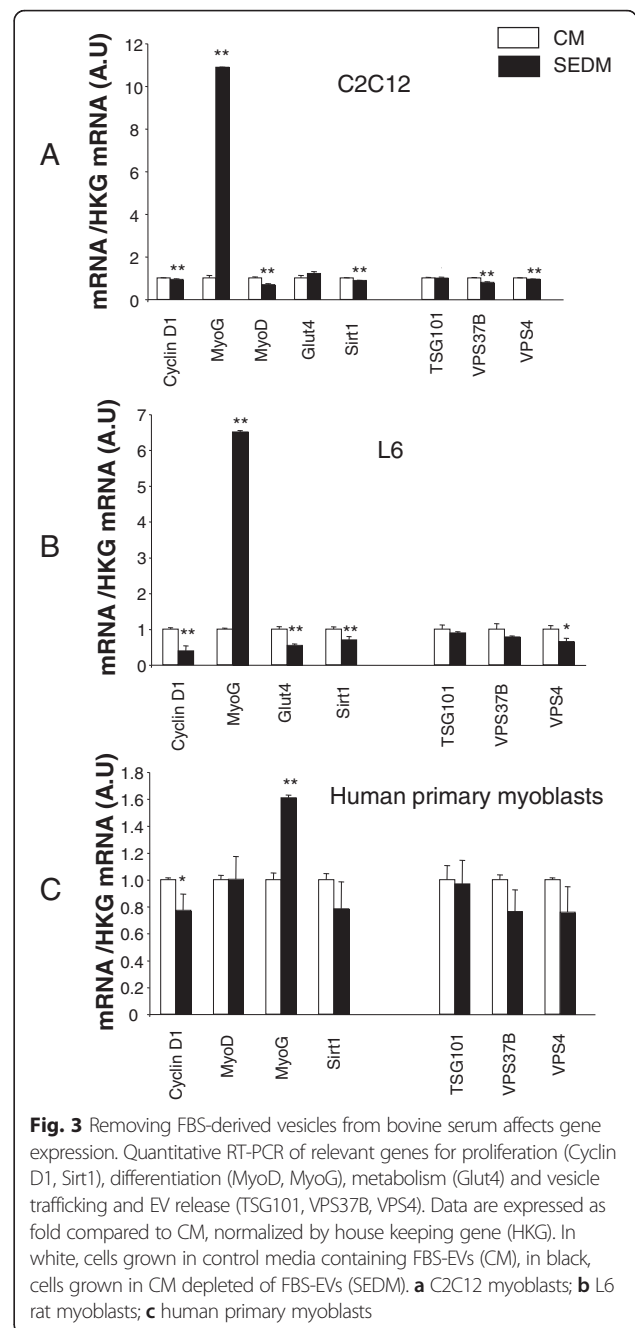 CM
SEDM
A
C2C12
mRNA /HKG mRNA (A.U)
12
10
8
6
4
2
0
**
**
**
**
**
**
Cyclin D1
MyoG
MyoD
Glut4
Sirt1
TSG101
VPS37B
VPS4
B
L6
mRNA /HKG mRNA (A.U)
7
6
5
4
3
2
1
0
**
**
**
**
*
Cyclin D1
MyoG
Glut4
Sirt1
TSG101
VPS37B
VPS4
C
Human primary myoblasts
mRNA /HKG mRNA (A.U)
1.8
1.6
1.4
1.2
1.0
0.8
0.6
0.4
0.2
0
*
**
Cyclin D1
MyoD
MyoG
Sirt1
TSG101
VPS37B
VPS4
Fig. 3 Removing FBS-derived vesicles from bovine serum affects gene
expression. Quantitative RT-PCR of relevant genes for proliferation (Cyclin
D1, Sirt1), differentiation (MyoD, MyoG), metabolism (Glut4) and vesicle
trafficking and EV release (TSG101, VPS37B, VPS4). Data are expressed as
fold compared to CM, normalized by house keeping gene (HKG). In
white, cells grown in control media containing FBS-EVs (CM), in black,
cells grown in CM depleted of FBS-EVs (SEDM). a C2C12 myoblasts; b L6
rat myoblasts; c human primary myoblasts